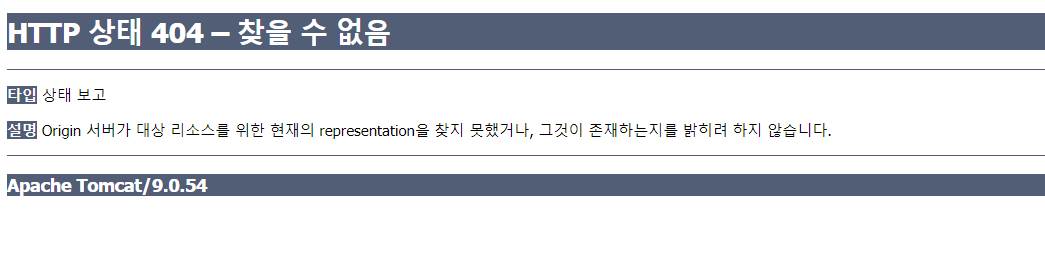 HTTP 상태 404 – 찾을 수 없음
타입 상태 보고
설명 Origin 서버가 대상 리소스를 위한 현재의 representation을 찾지 못했거나, 그것이 존재하는지를 밝히려 하지 않습니다.
Apache Tomcat/9.0.54